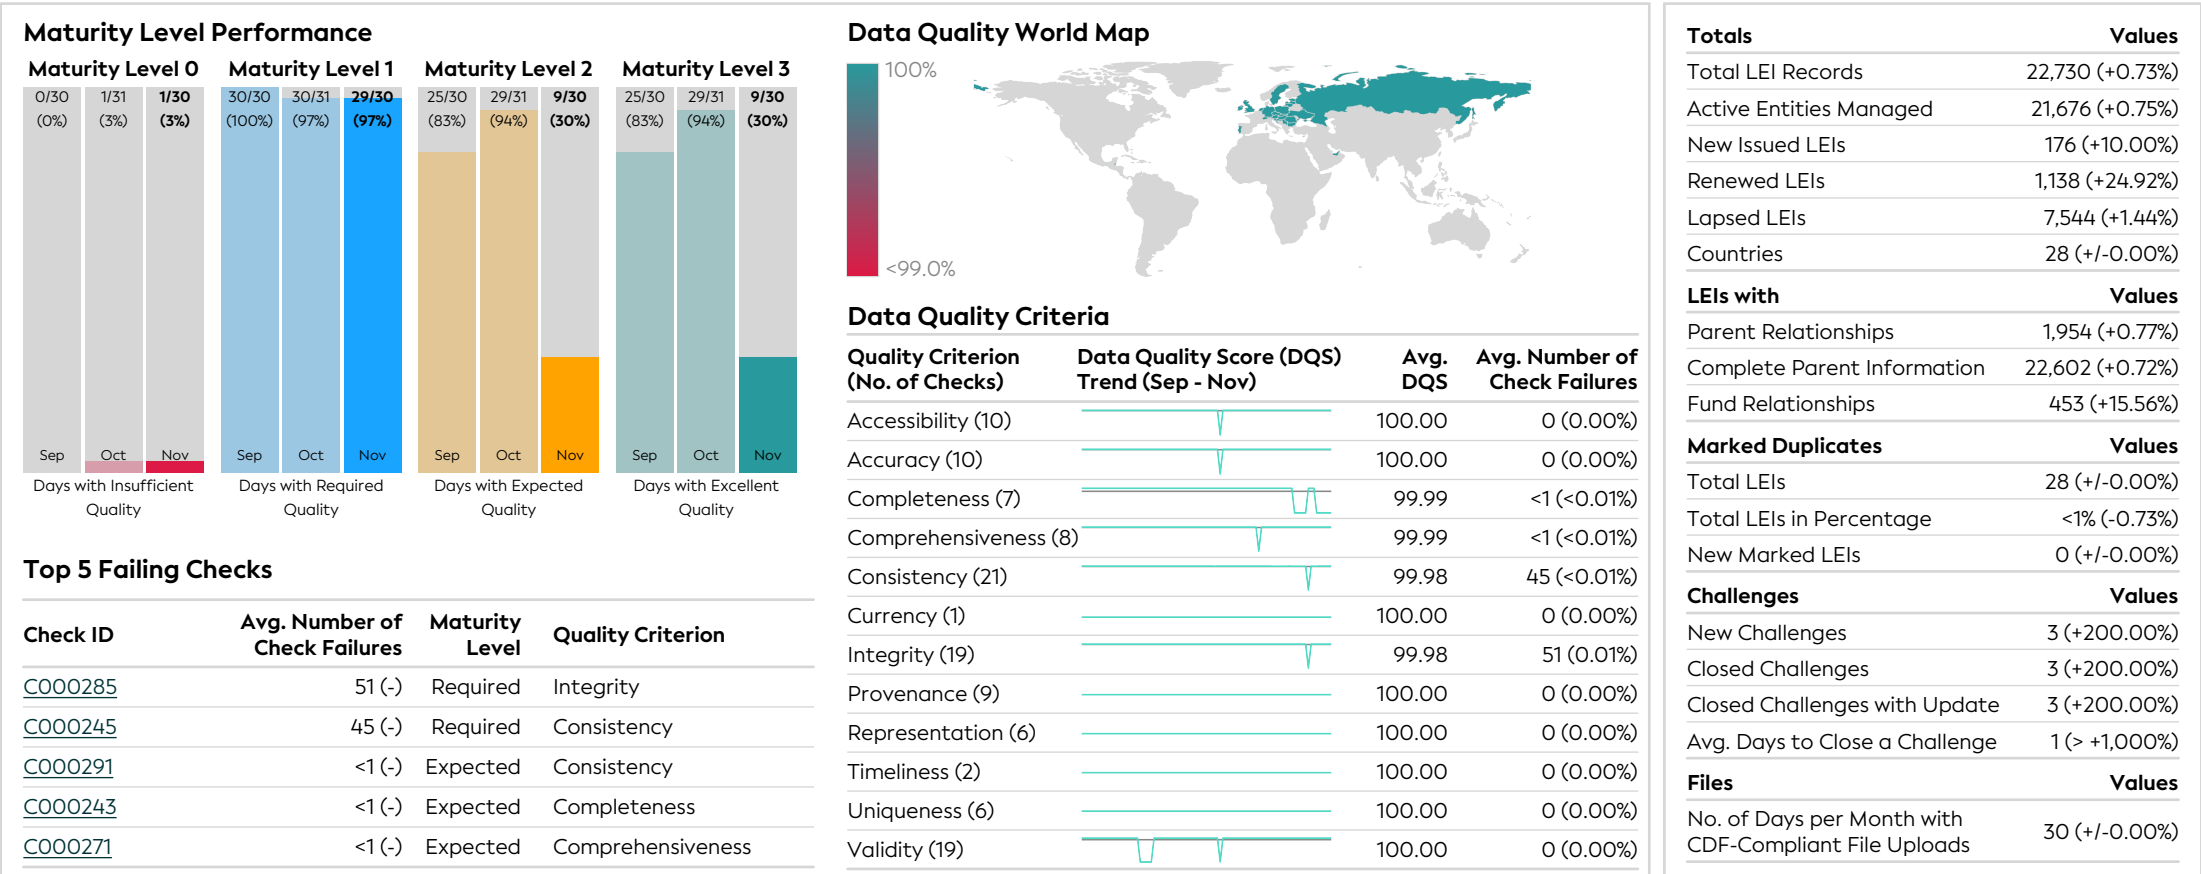 Maturity Level Performance
Maturity Level 0 Maturity Level 1 Maturity Level 2 Maturity Level 3
0/30 1/31 1/30 30/30 30/31 29/30 25/30 29/31 9/30 25/30 29/31 9/30
(0%) (3%) (3%) (100%) (97%) (97%) (83%) (94%) (30%) (83%) (94%) (30%)
Sep Oct Nov Sep Oct Nov Sep Oct Nov Sep Oct Nov
Days with Insufficient Quality
Days with Required Quality
Days with Expected Quality
Days with Excellent Quality
Top 5 Failing Checks
Check ID Avg. Number of Check Failures Maturity Level Quality Criterion
C000285 51 (-) Required Integrity
C000245 45 (-) Required Consistency
C000291 <1 (-) Expected Consistency
C000243 <1 (-) Expected Completeness
C000271 <1 (-) Expected Comprehensiveness
Data Quality World Map
100%
<99.0%
Data Quality Criteria
Quality Criterion (No. of Checks) Data Quality Score (DQS) Trend (Sep - Nov) Avg. DQS Avg. Number of Check Failures
Accessibility (10) 100.00 0 (0.00%)
Accuracy (10) 100.00 0 (0.00%)
Completeness (7) 99.99 <1 (<0.01%)
Comprehensiveness (8) 99.99 <1 (<0.01%)
Consistency (21) 99.98 45 (<0.01%)
Currency (1) 100.00 0 (0.00%)
Integrity (19) 99.98 51 (0.01%)
Provenance (9) 100.00 0 (0.00%)
Representation (6) 100.00 0 (0.00%)
Timeliness (2) 100.00 0 (0.00%)
Uniqueness (6) 100.00 0 (0.00%)
Validity (19) 100.00 0 (0.00%)
Totals Values
Total LEI Records 22,730 (+0.73%)
Active Entities Managed 21,676 (+0.75%)
New Issued LEIs 176 (+10.00%)
Renewed LEIs 1,138 (+24.92%)
Lapsed LEIs 7,544 (+1.44%)
Countries 28 (+/-0.00%)
LEIs with Values
Parent Relationships 1,954 (+0.77%)
Complete Parent Information 22,602 (+0.72%)
Fund Relationships 453 (+15.56%)
Marked Duplicates Values
Total LEIs 28 (+/-0.00%)
Total LEIs in Percentage <1% (-0.73%)
New Marked LEIs 0 (+/-0.00%)
Challenges Values
New Challenges 3 (+200.00%)
Closed Challenges 3 (+200.00%)
Closed Challenges with Update 3 (+200.00%)
Avg. Days to Close a Challenge 1 (> +1,000%)
Files Values
No. of Days per Month with
CDF-Compliant File Uploads 30 (+/-0.00%)